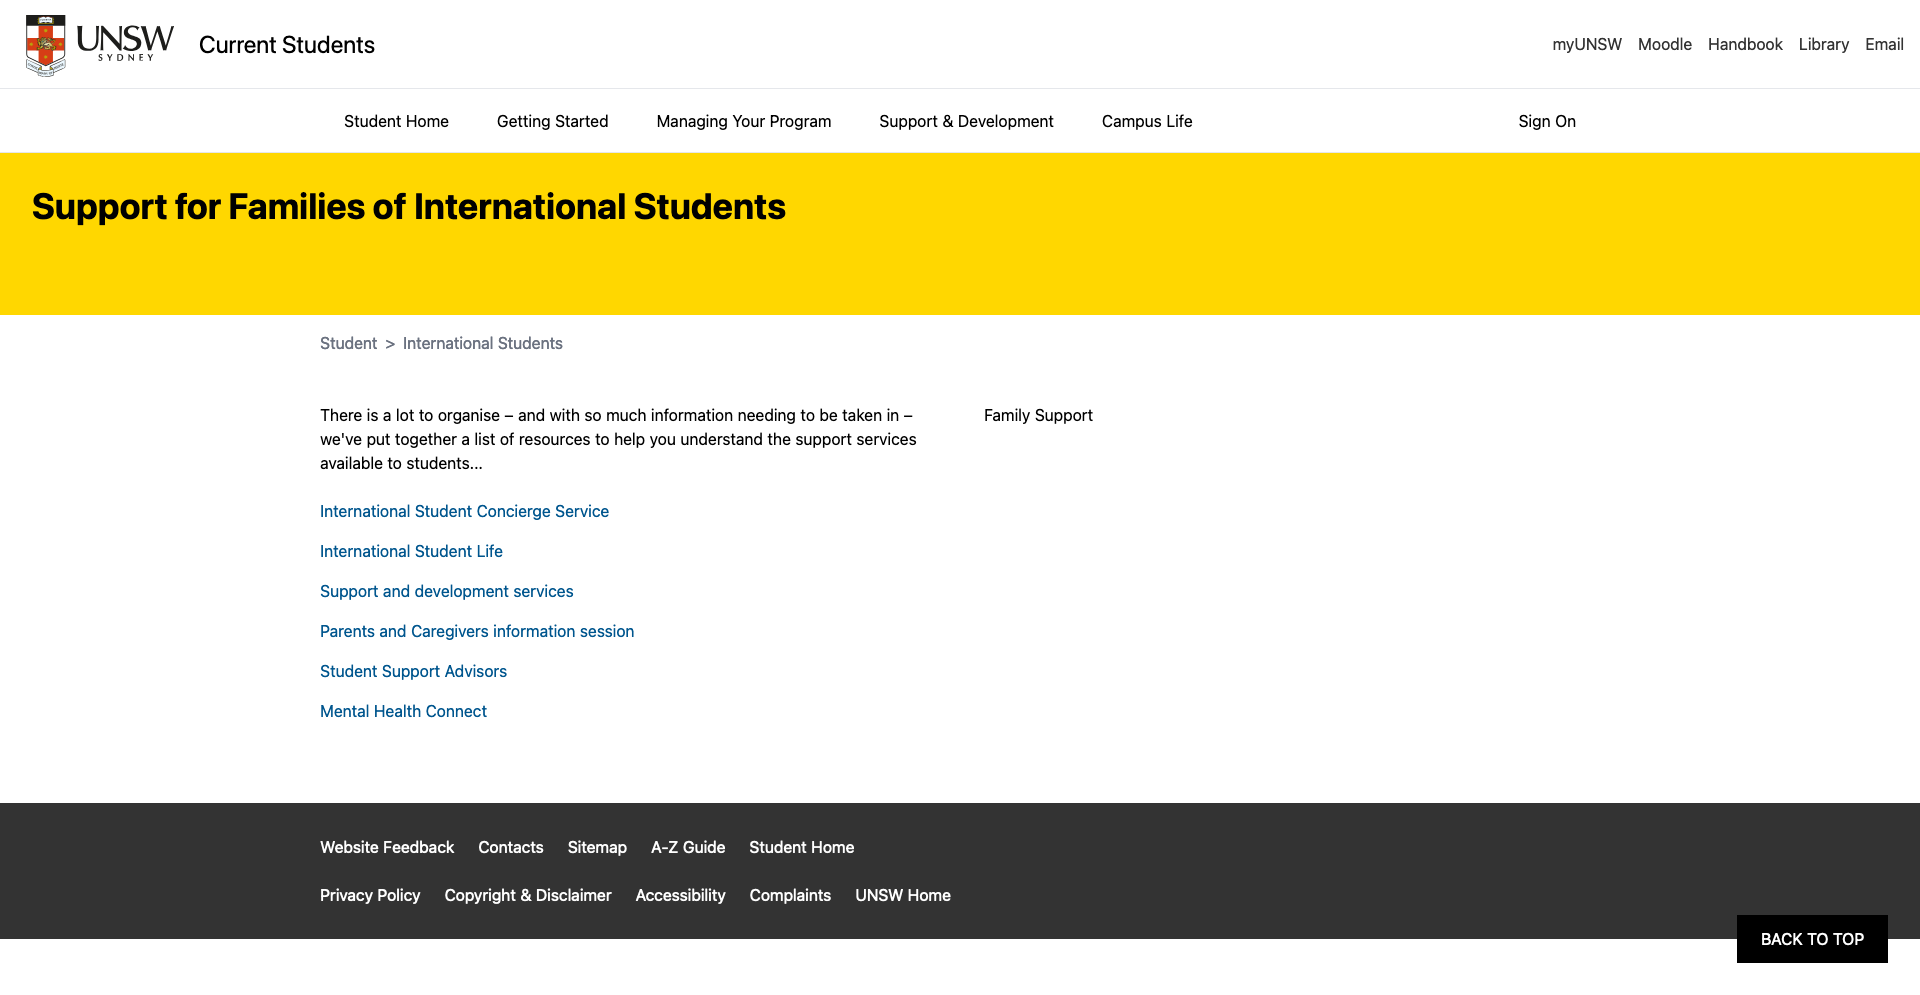 UNSW
SYDNEY
Current Students
myUNSW Moodle Handbook Library Email
Student Home Getting Started Managing Your Program Support & Development Campus Life Sign On
Support for Families of International Students
Student > International Students
There is a lot to organise – and with so much information needing to be taken in –
we've put together a list of resources to help you understand the support services
available to students...
Family Support
International Student Concierge Service
International Student Life
Support and development services
Parents and Caregivers information session
Student Support Advisors
Mental Health Connect
Website Feedback Contacts Sitemap A-Z Guide Student Home
Privacy Policy Copyright & Disclaimer Accessibility Complaints UNSW Home
BACK TO TOP